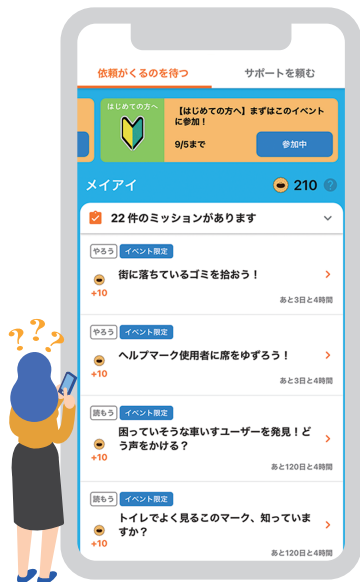 依頼がくるのを待つ
サポートを頼む
はじめての方へ
【はじめての方へ】まずはこのイベント
に参加！
9/5まで
参加中
メイアイ
210 ?
22 件のミッションがあります
やろう イベント限定
街に落ちているゴミを拾おう！
+10
あと3日と4時間
やろう イベント限定
ヘルプマーク使用者に席をゆずろう！
+10
あと3日と4時間
読もう イベント限定
困っていそうな車いすユーザーを発見！ど
う声をかける？
+10
あと120日と4時間
読もう イベント限定
トイレでよく見るこのマーク、知っていま
すか？
+10
あと120日と4時間
? ? ?